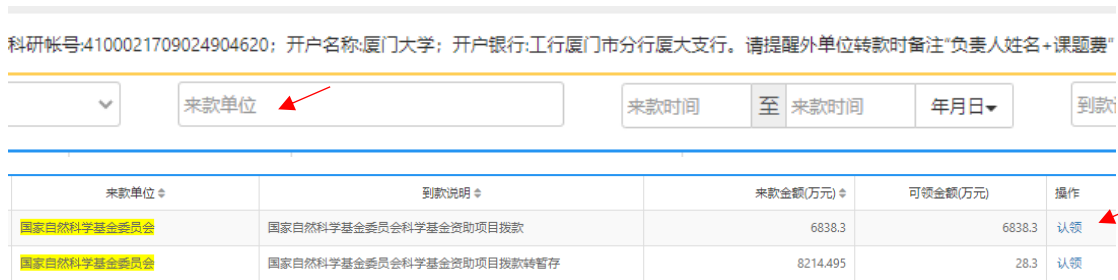 科研帐号:4100021709024904620；开户名称:厦门大学；开户银行:工行厦门市分行厦大支行。请提醒外单位转款时备注“负责人姓名+课题费”
来款单位 来款时间 至 来款时间 年月日 到款
来款单位 到款说明 来款金额(万元) 可领金额(万元) 操作
国家自然科学基金委员会 国家自然科学基金委员会科学基金资助项目拨款 6838.3 6838.3 认领
国家自然科学基金委员会 国家自然科学基金委员会科学基金资助项目拨款转暂存 8214.495 28.3 认领